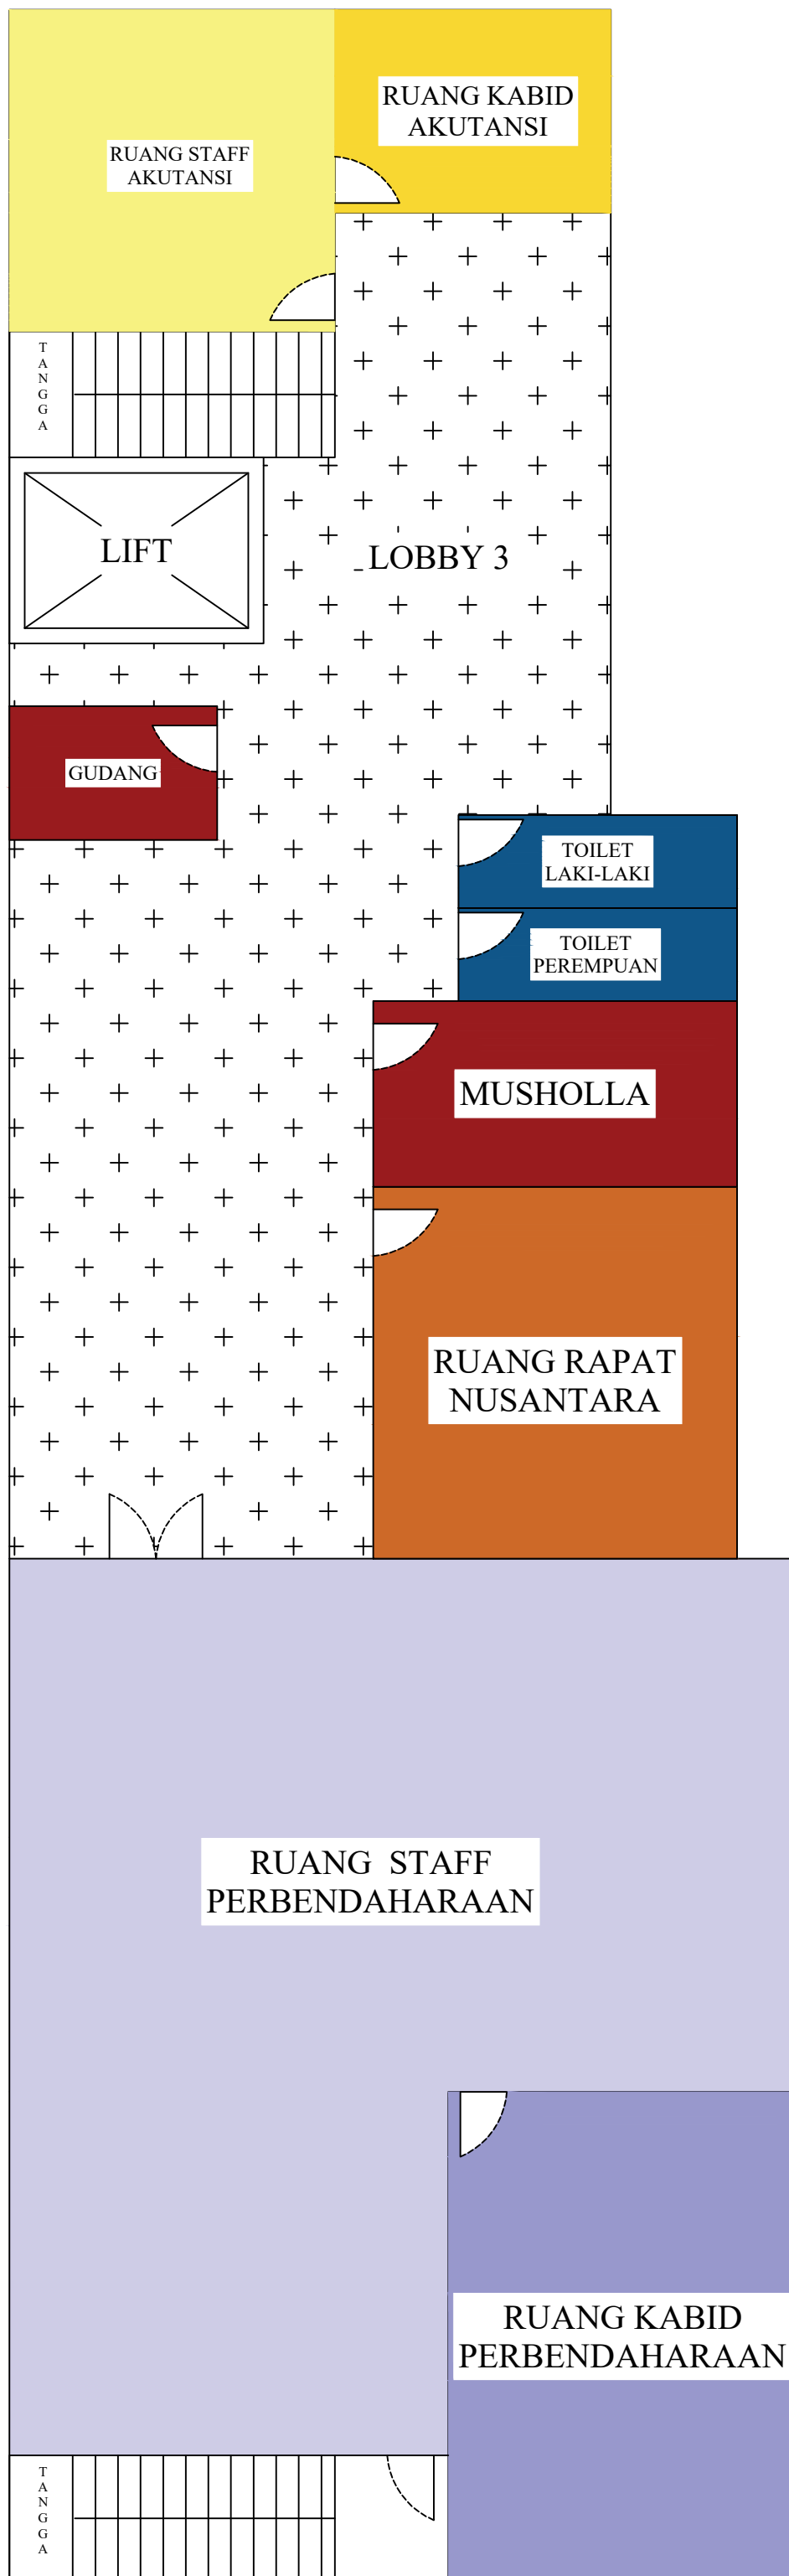 RUANG KABID
AKUTANSI
RUANG STAFF
AKUTANSI
T
A
N
G
G
A
LIFT
LOBBY 3
GUDANG
TOILET
LAKI-LAKI
TOILET
PEREMPUAN
MUSHOLLA
RUANG RAPAT
NUSANTARA
RUANG STAFF
PERBENDAHARAAN
RUANG KABID
PERBENDAHARAAN
T
A
N
G
G
A